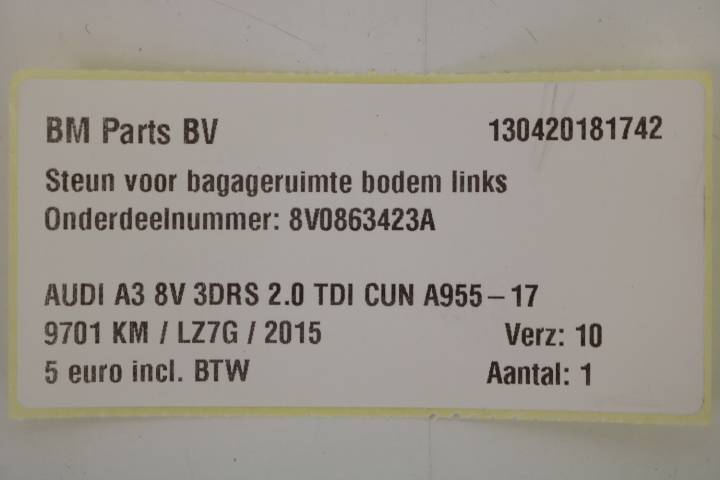 BM Parts BV 130420181742
Steun voor bagageruimte bodem links
Onderdeelnummer: 8V0863423A
AUDI A3 8V 3DRS 2.0 TDI CUN A955-17
9701 KM / LZ7G / 2015 Verz: 10
5 euro incl. BTW Aantal: 1